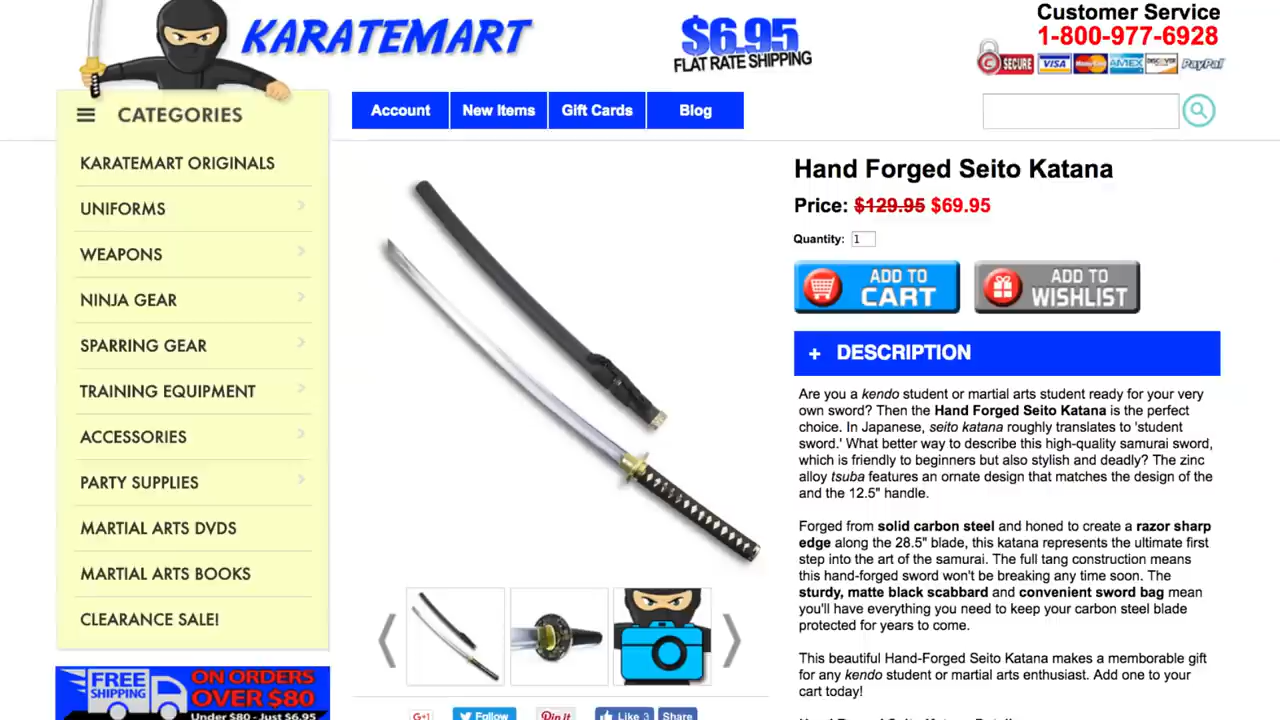 KARATEMART
$6.95
FLAT RATE SHIPPING
Customer Service
1-800-977-6928
SECURE VISA MasterCard AMEX DISCOVER PayPal
CATEGORIES
Account
New Items
Gift Cards
Blog
KARATEMART ORIGINALS
UNIFORMS
WEAPONS
NINJA GEAR
SPARRING GEAR
TRAINING EQUIPMENT
ACCESSORIES
PARTY SUPPLIES
MARTIAL ARTS DVDS
MARTIAL ARTS BOOKS
CLEARANCE SALE!
FREE SHIPPING
ON ORDERS
OVER $80
Under $80 - Just $6.95
Hand Forged Seito Katana
Price: $129.95 $69.95
Quantity: 1
ADD TO
CART
ADD TO
WISHLIST
+ DESCRIPTION
Are you a kendo student or martial arts student ready for your very
own sword? Then the Hand Forged Seito Katana is the perfect
choice. In Japanese, seito katana roughly translates to 'student
sword.' What better way to describe this high-quality samurai sword,
which is friendly to beginners but also stylish and deadly? The zinc
alloy tsuba features an ornate design that matches the design of the
and the 12.5" handle.
Forged from solid carbon steel and honed to create a razor sharp
edge along the 28.5" blade, this katana represents the ultimate first
step into the art of the samurai. The full tang construction means
this hand-forged sword won't be breaking any time soon. The
sturdy, matte black scabbard and convenient sword bag mean
you'll have everything you need to keep your carbon steel blade
protected for years to come.
This beautiful Hand-Forged Seito Katana makes a memorable gift
for any kendo student or martial arts enthusiast. Add one to your
cart today!
G+1
Follow
Pin it
Like 3
Share